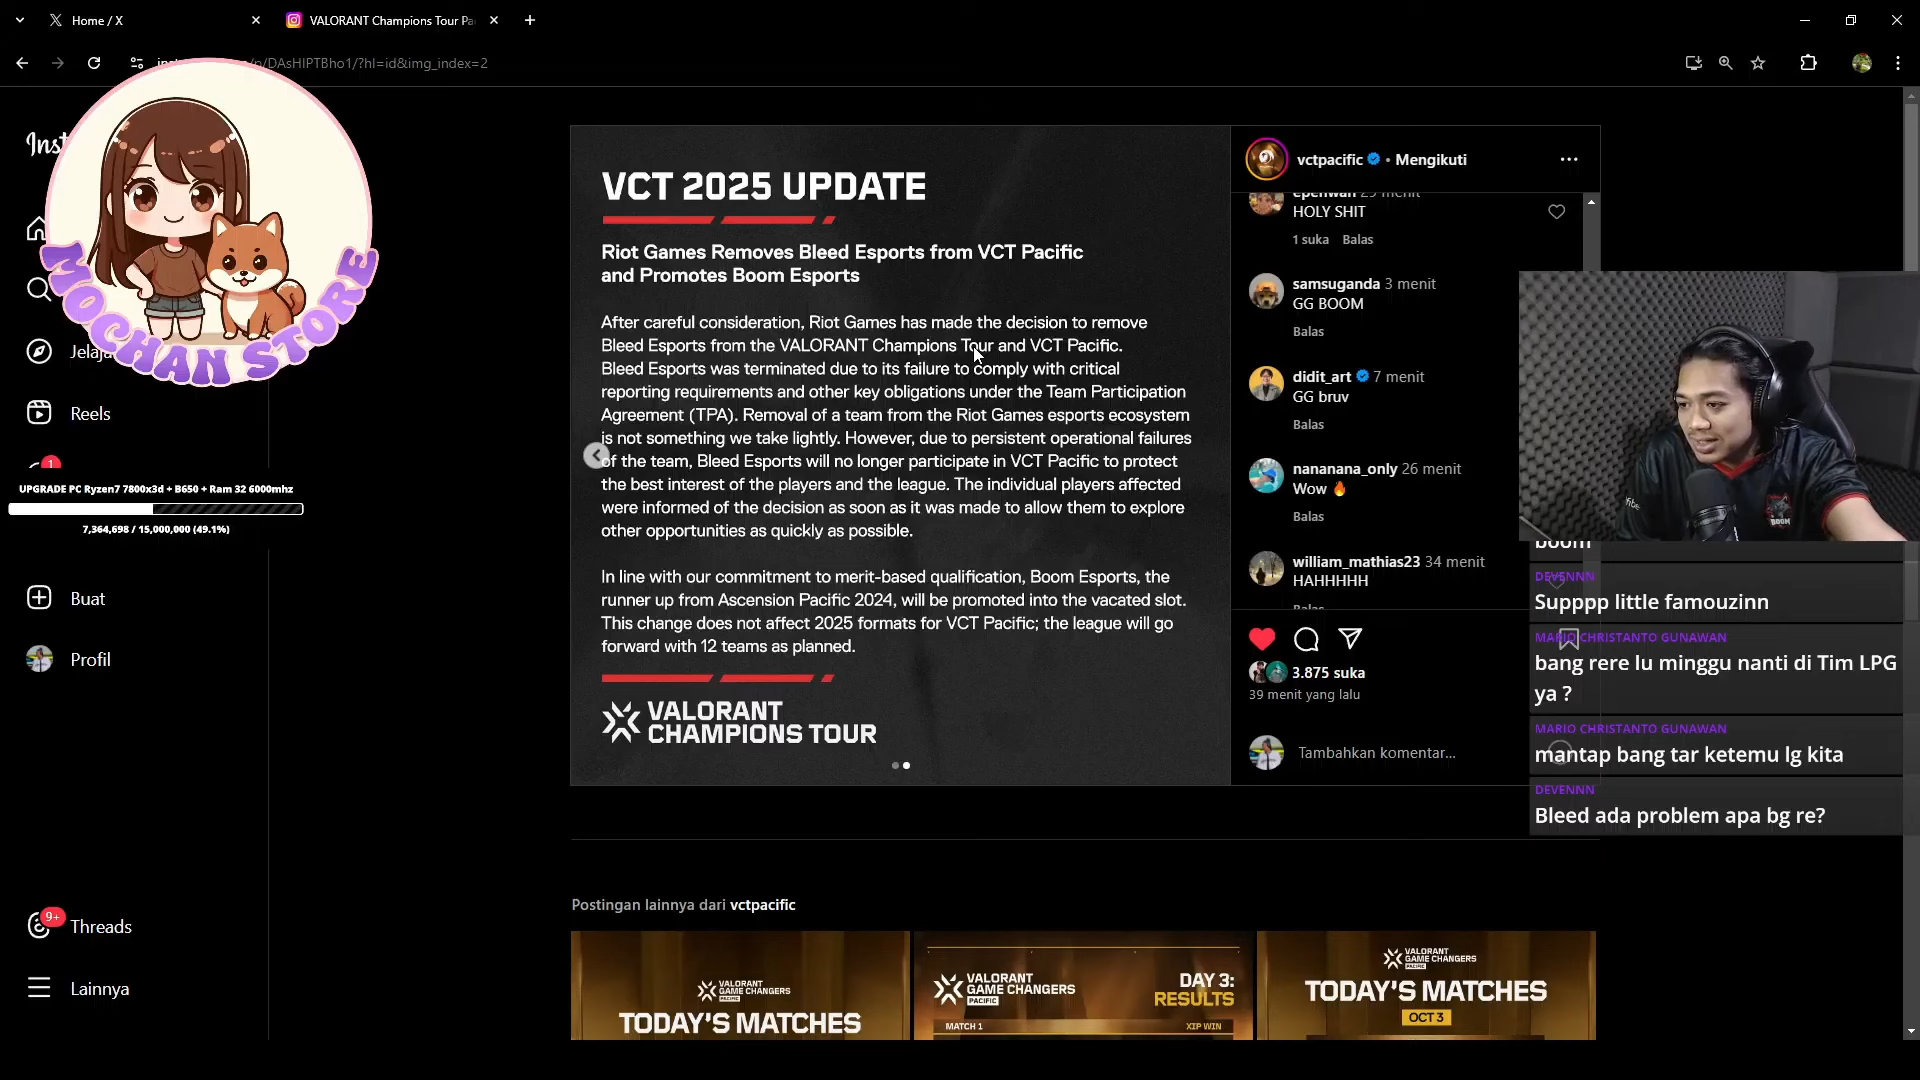 Home / X
VALORANT Champions Tour Pa
/p/DAsHIPTBho1/?hl=id&img_index=2
Inst
MOCHAN STORE
Jelaja
Reels
1
UPGRADE PC Ryzen7 7800x3d + B650 + Ram 32 6000mhz
7,364,698 / 15,000,000 (49.1%)
Buat
Profil
9+
Threads
Lainnya
VCT 2025 UPDATE
Riot Games Removes Bleed Esports from VCT Pacific
and Promotes Boom Esports
After careful consideration, Riot Games has made the decision to remove
Bleed Esports from the VALORANT Champions Tour and VCT Pacific.
Bleed Esports was terminated due to its failure to comply with critical
reporting requirements and other key obligations under the Team Participation
Agreement (TPA). Removal of a team from the Riot Games esports ecosystem
is not something we take lightly. However, due to persistent operational failures
of the team, Bleed Esports will no longer participate in VCT Pacific to protect
the best interest of the players and the league. The individual players affected
were informed of the decision as soon as it was made to allow them to explore
other opportunities as quickly as possible.
In line with our commitment to merit-based qualification, Boom Esports, the
runner up from Ascension Pacific 2024, will be promoted into the vacated slot.
This change does not affect 2025 formats for VCT Pacific; the league will go
forward with 12 teams as planned.
VALORANT
CHAMPIONS TOUR
vctpacific • Mengikuti
epenwan 29 menit
HOLY SHIT
1 suka Balas
samsuganda 3 menit
GG BOOM
Balas
didit_art 7 menit
GG bruv
Balas
nananana_only 26 menit
Wow 🔥
Balas
william_mathias23 34 menit
HAHHHHH
Balas
3.875 suka
39 menit yang lalu
Tambahkan komentar...
BOOM
boom
DEVENNN
Supppp little famouzinn
MARIO CHRISTANTO GUNAWAN
bang rere lu minggu nanti di Tim LPG
ya ?
MARIO CHRISTANTO GUNAWAN
mantap bang tar ketemu lg kita
DEVENNN
Bleed ada problem apa bg re?
Postingan lainnya dari vctpacific
VALORANT
GAME CHANGERS
PACIFIC
TODAY'S MATCHES
VALORANT
GAME CHANGERS
PACIFIC
DAY 3:
RESULTS
MATCH 1
XIP WIN
VALORANT
GAME CHANGERS
PACIFIC
TODAY'S MATCHES
OCT 3